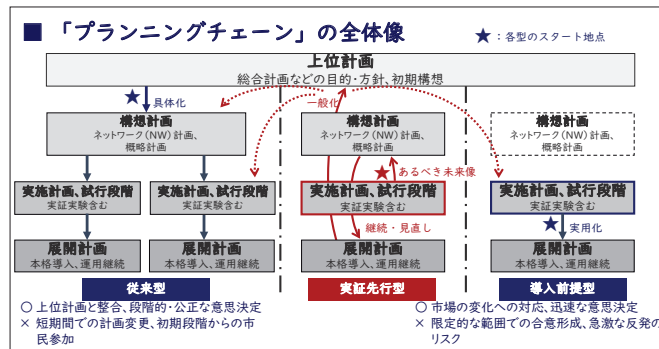 ■ 「プランニングチェーン」の全体像
★：各型のスタート地点
上位計画
総合計画などの目的・方針、初期構想
具体化
一般化
構想計画
ネットワーク(NW)計画、
概略計画
構想計画
ネットワーク(NW)計画、
概略計画
構想計画
ネットワーク(NW)計画、
概略計画
あるべき未来像
実施計画、試行段階
実証実験含む
実施計画、試行段階
実証実験含む
実施計画、試行段階
実証実験含む
実施計画、試行段階
実証実験含む
継続・見直し
実用化
展開計画
本格導入、運用継続
展開計画
本格導入、運用継続
展開計画
本格導入、運用継続
展開計画
本格導入、運用継続
従来型
実証先行型
導入前提型
○ 上位計画と整合、段階的・公正な意思決定
× 短期間での計画変更、初期段階からの市
民参加
○ 市場の変化への対応、迅速な意思決定
× 限定的な範囲での合意形成、急激な反発の
リスク